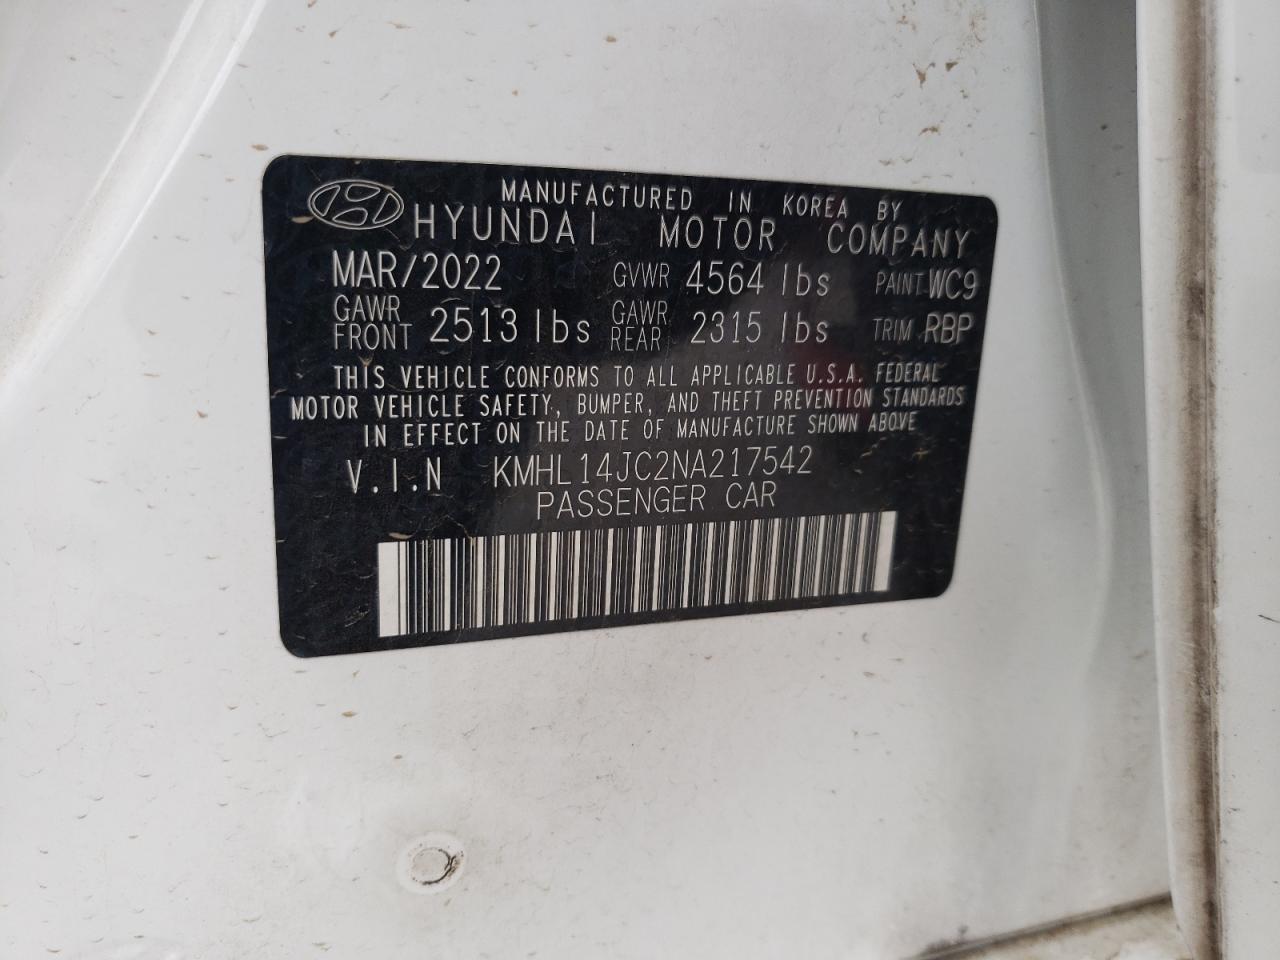 MANUFACTURED IN KOREA BY
HYUNDAI MOTOR COMPANY
MAR/2022 GVWR 4564 lbs PAINT WC9
GAWR FRONT 2513 lbs GAWR REAR 2315 lbs TRIM RBP
THIS VEHICLE CONFORMS TO ALL APPLICABLE U.S.A. FEDERAL
MOTOR VEHICLE SAFETY, BUMPER, AND THEFT PREVENTION STANDARDS
IN EFFECT ON THE DATE OF MANUFACTURE SHOWN ABOVE
V.I.N KMHL14JC2NA217542
PASSENGER CAR